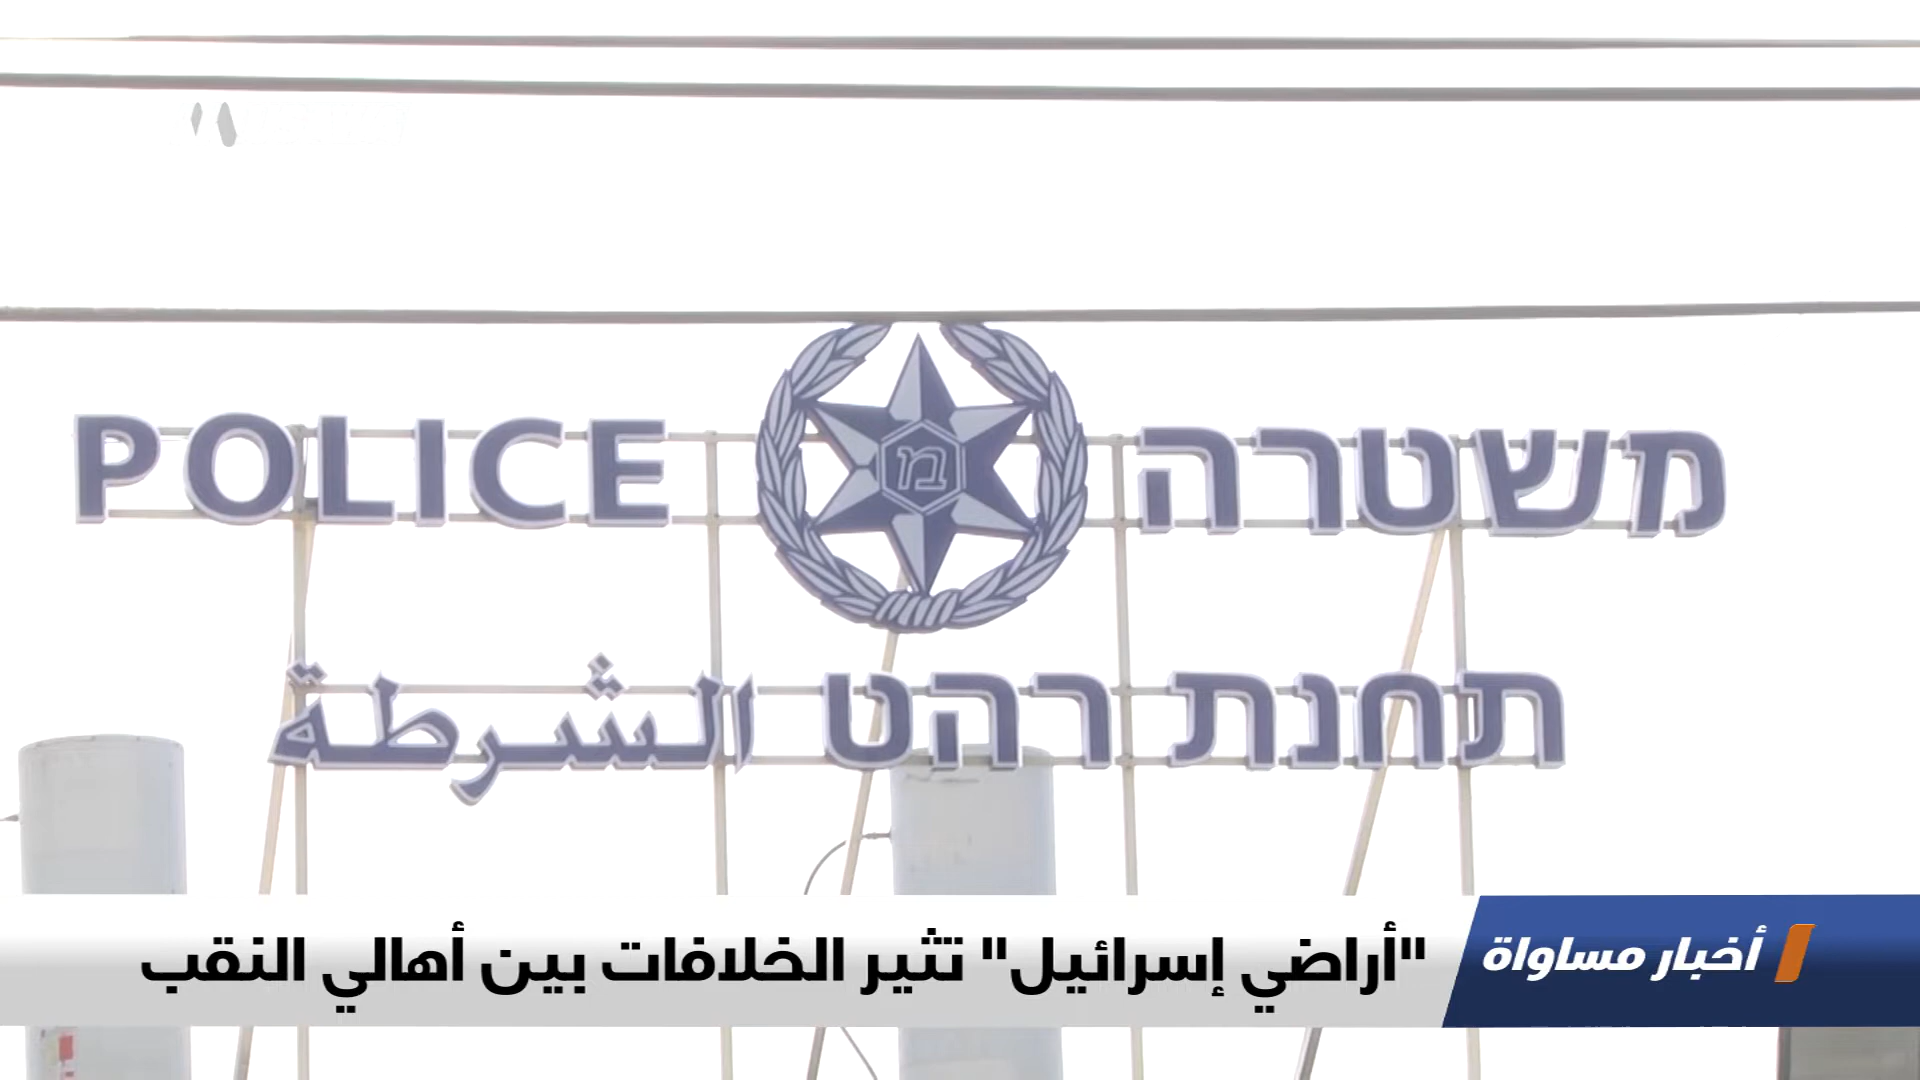 POLICE מ משטרה
תחנת רהט الشرطة
أخبار مساواة
"أراضي إسرائيل" تثير الخلافات بين أهالي النقب